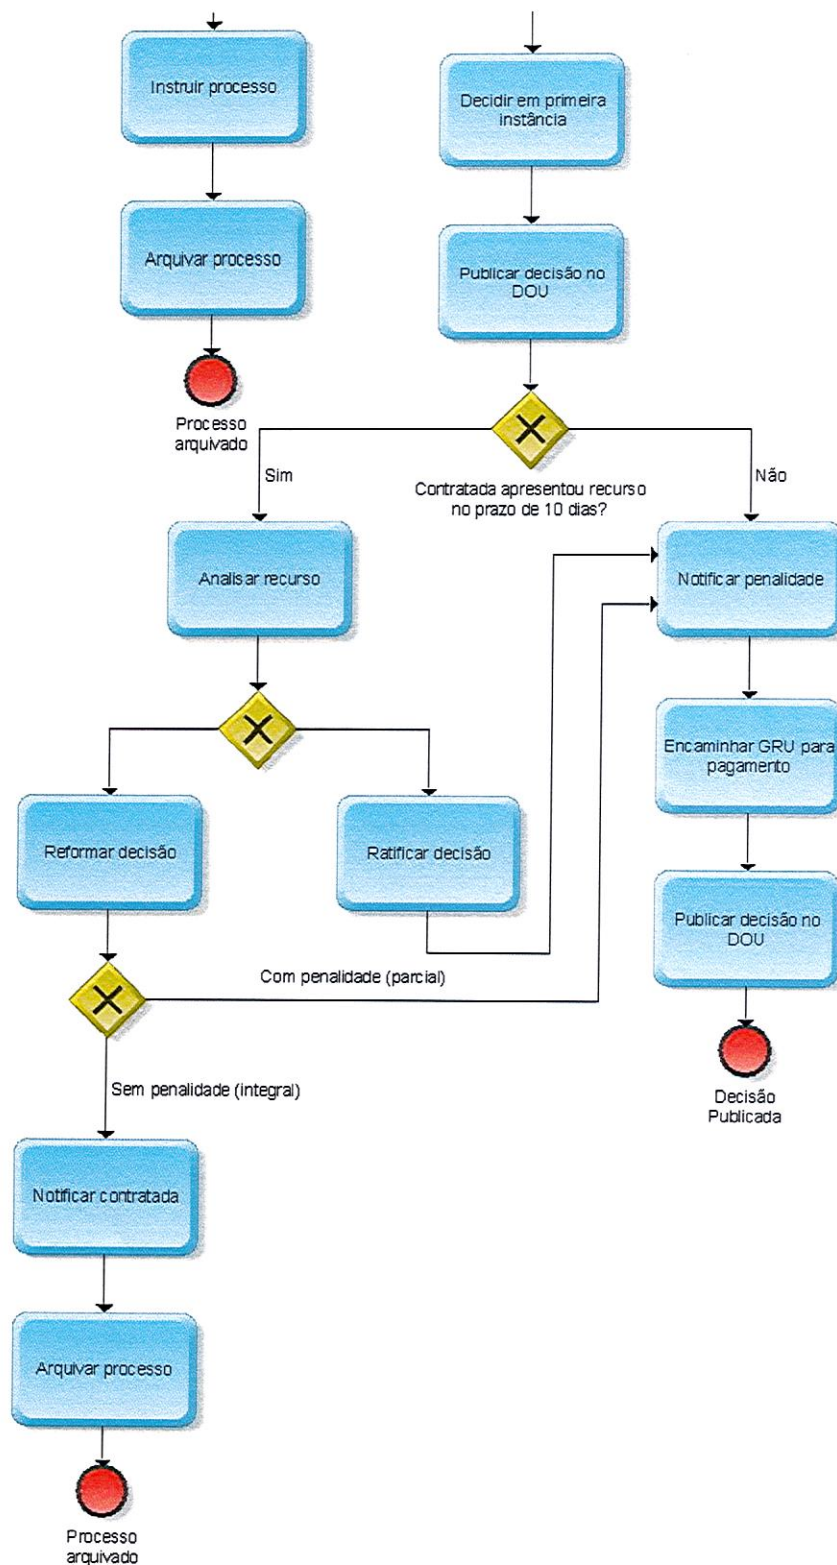 Instruir processo
Decidir em primeira
instância
Arquivar processo
Publicar decisão no
DOU
Processo
arquivado
Sim
Contratada apresentou recurso
no prazo de 10 dias?
Não
Analisar recurso
Notificar penalidade
Encaminhar GRU para
pagamento
Reformar decisão
Ratificar decisão
Publicar decisão no
DOU
Com penalidade (parcial)
Decisão
Publicada
Sem penalidade (integral)
Notificar contratada
Arquivar processo
Processo
arquivado